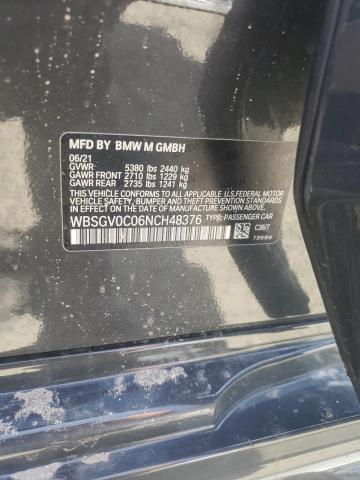 MFD BY BMW M GMBH
06/21
GVWR 5380 lbs 2440 kg
GAWR FRONT 2710 lbs 1229 kg
GAWR REAR 2735 lbs 1241 kg
THIS VEHICLE CONFORMS TO ALL APPLICABLE U.S. FEDERAL MOTOR
VEHICLE SAFETY, BUMPER, AND THEFT PREVENTION STANDARDS
IN EFFECT ON THE DATE OF MANUFACTURE SHOWN ABOVE.
WBSGV0C06NCH48376 TYPE: PASSENGER CAR
C36/7